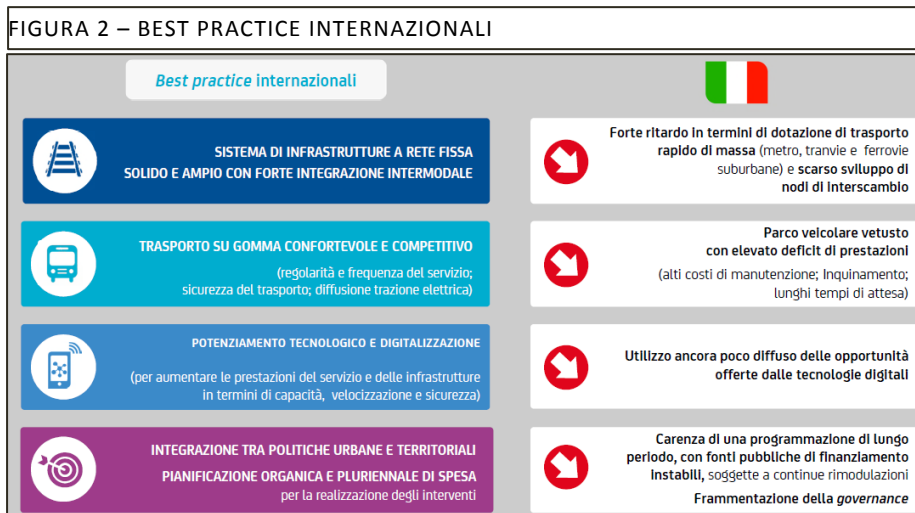 FIGURA 2 – BEST PRACTICE INTERNAZIONALI
Best practice internazionali
SISTEMA DI INFRASTRUTTURE A RETE FISSA
SOLIDO E AMPIO CON FORTE INTEGRAZIONE INTERMODALE
Forte ritardo in termini di dotazione di trasporto
rapido di massa (metro, tranvie e ferrovie
suburbane) e scarso sviluppo di
nodi di interscambio
TRASPORTO SU GOMMA CONFORTEVOLE E COMPETITIVO
(regolarità e frequenza del servizio;
sicurezza del trasporto; diffusione trazione elettrica)
Parco veicolare vetusto
con elevato deficit di prestazioni
(alti costi di manutenzione; Inquinamento;
lunghi tempi di attesa)
POTENZIAMENTO TECNOLOGICO E DIGITALIZZAZIONE
(per aumentare le prestazioni del servizio e delle infrastrutture
in termini di capacità, velocizzazione e sicurezza)
Utilizzo ancora poco diffuso delle opportunità
offerte dalle tecnologie digitali
INTEGRAZIONE TRA POLITICHE URBANE E TERRITORIALI
PIANIFICAZIONE ORGANICA E PLURIENNALE DI SPESA
per la realizzazione degli interventi
Carenza di una programmazione di lungo
periodo, con fonti pubbliche di finanziamento
instabili, soggette a continue rimodulazioni
Frammentazione della governance